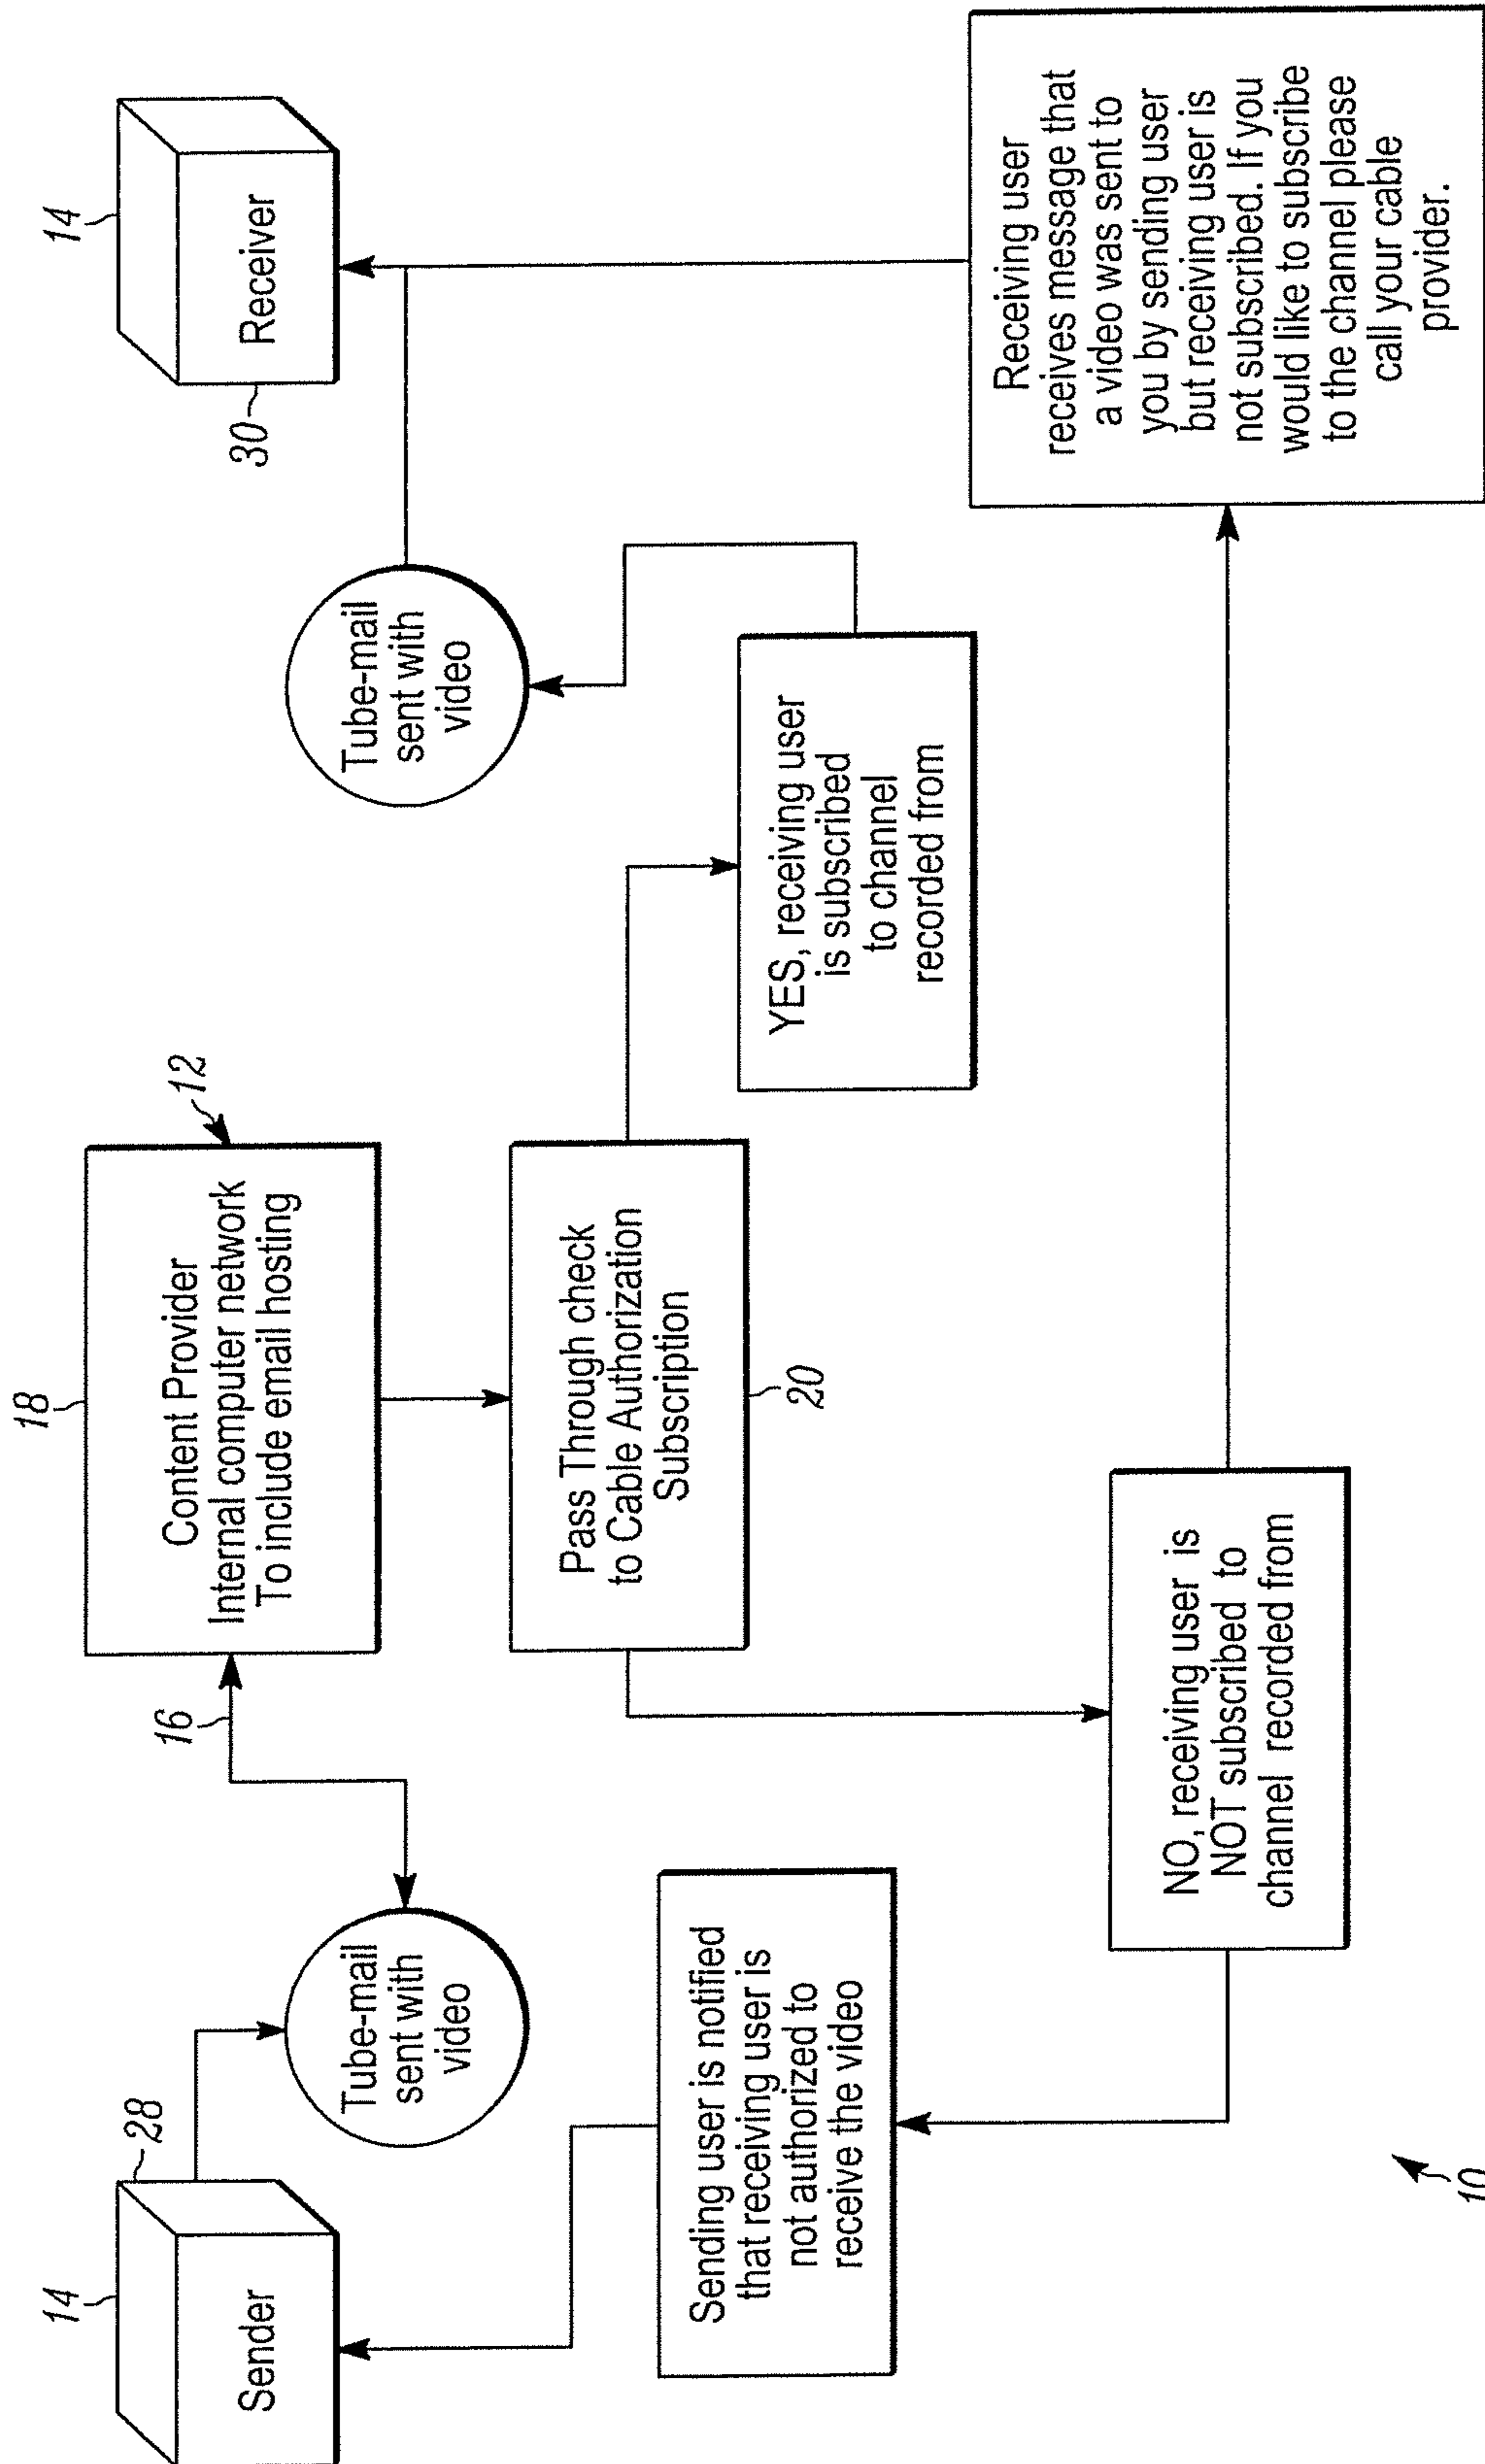 14
28
Sender
Tube-mail
sent with
video
16
18
Content Provider
Internal computer network
To include email hosting
12
Pass Through check
to Cable Authorization
Subscription
20
YES, receiving user
is subscribed
to channel
recorded from
Tube-mail
sent with
video
14
Receiver
30
Sending user is notified
that receiving user is
not authorized to
receive the video
NO, receiving user is
NOT subscribed to
channel recorded from
Receiving user
receives message that
a video was sent to
you by sending user
but receiving user is
not subscribed. If you
would like to subscribe
to the channel please
call your cable
provider.
10